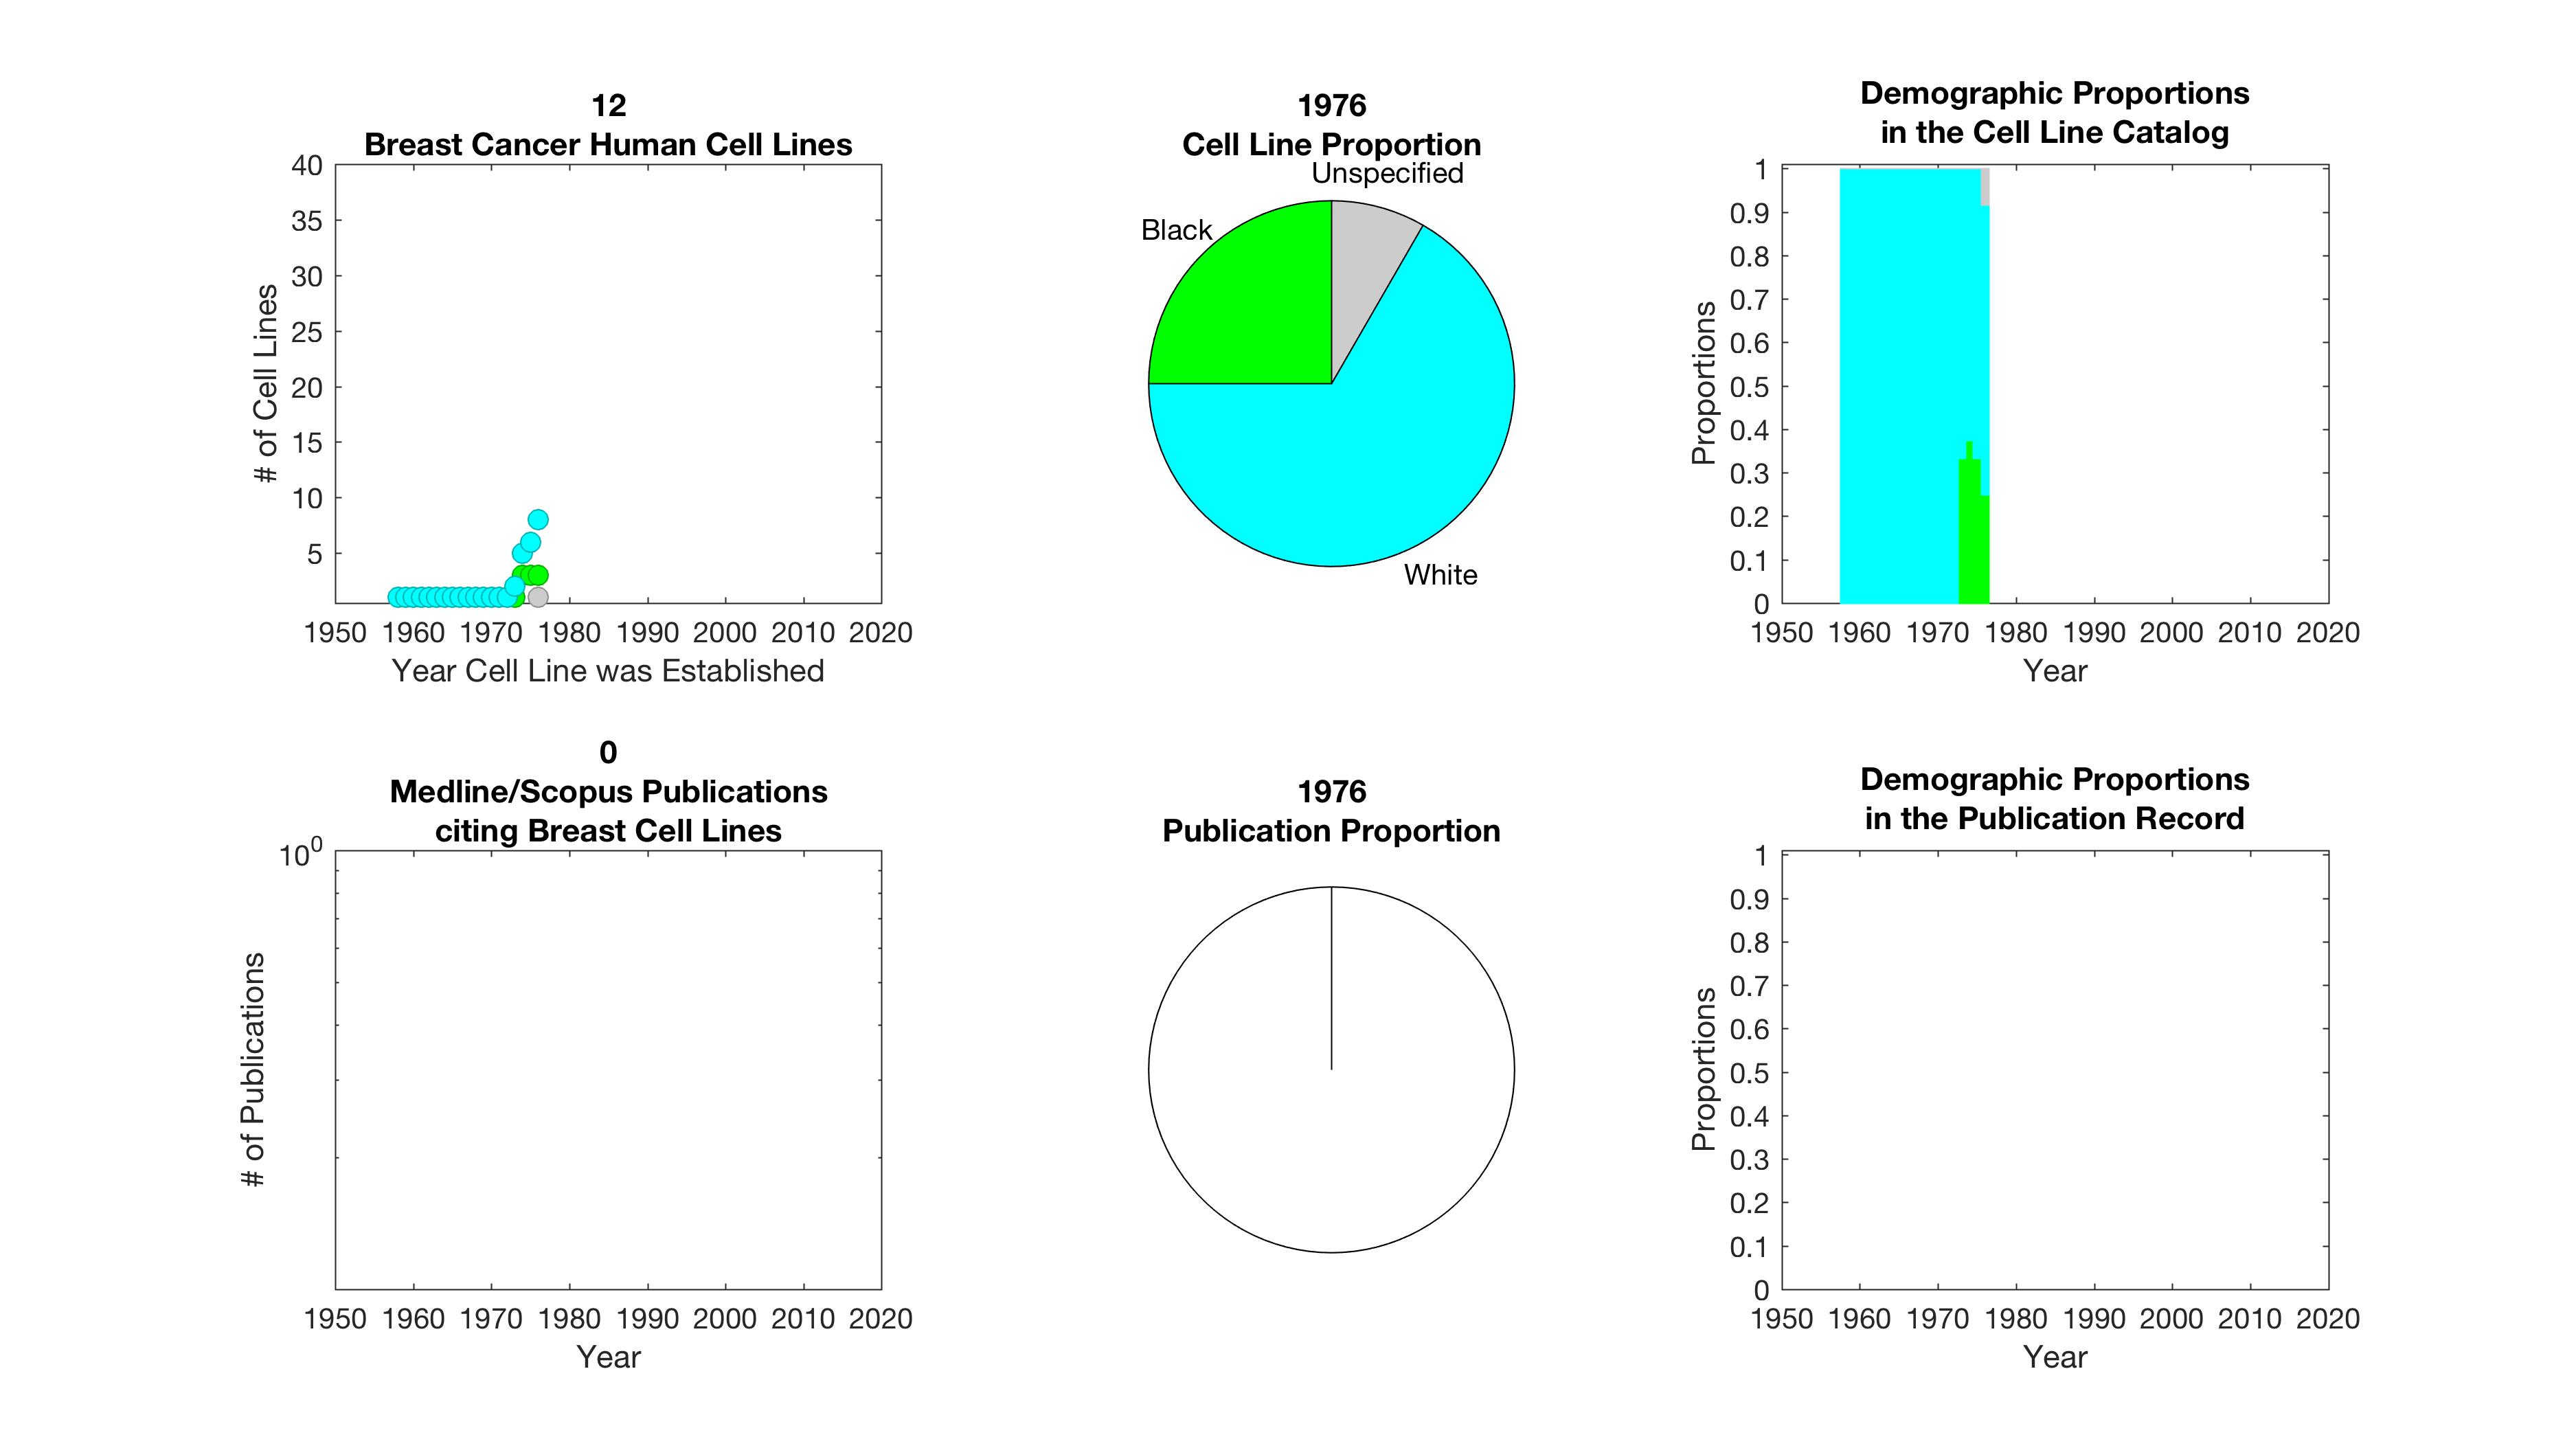 12
Breast Cancer Human Cell Lines
40
35
30
25
20
15
10
5
# of Cell Lines
1950 1960 1970 1980 1990 2000 2010 2020
Year Cell Line was Established
1976
Cell Line Proportion
Unspecified
Black
White
Demographic Proportions
in the Cell Line Catalog
1
0.9
0.8
0.7
0.6
0.5
0.4
0.3
0.2
0.1
0
Proportions
1950 1960 1970 1980 1990 2000 2010 2020
Year
0
Medline/Scopus Publications
citing Breast Cell Lines
10⁰
# of Publications
1950 1960 1970 1980 1990 2000 2010 2020
Year
1976
Publication Proportion
Demographic Proportions
in the Publication Record
1
0.9
0.8
0.7
0.6
0.5
0.4
0.3
0.2
0.1
0
Proportions
1950 1960 1970 1980 1990 2000 2010 2020
Year